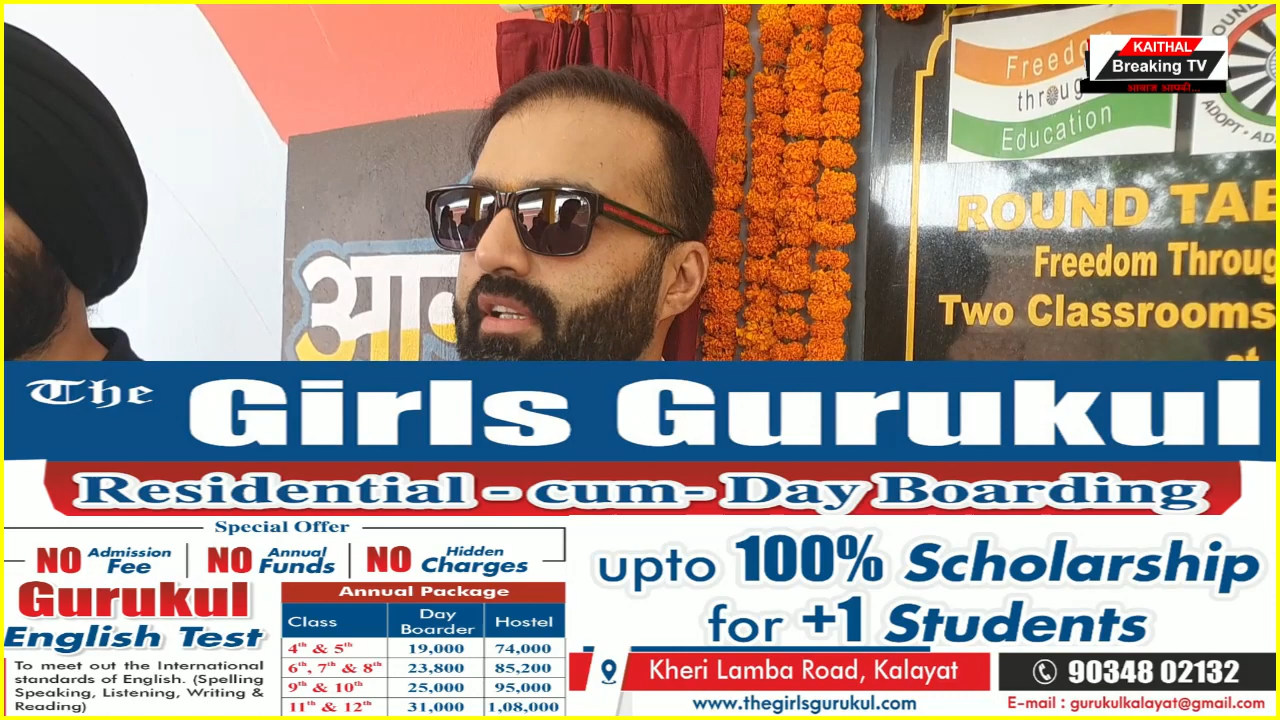 KAITHAL
Breaking TV
आवाज़ आपकी...
Freedom
through
Education
ADOPT
ROUND
Freedom
Two Classrooms
The Girls Gurukul
Residential - cum- Day Boarding
Special Offer
NO Admission Fee
NO Annual Funds
NO Hidden Charges
Gurukul
English Test
To meet out the International
standards of English. (Spelling
Speaking, Listening, Writing &
Reading)
Annual Package
Class Day Boarder Hostel
4th & 5th 19,000 74,000
6th, 7th & 8th 23,800 85,200
9th & 10th 25,000 95,000
11th & 12th 31,000 1,08,000
upto 100% Scholarship
for +1 Students
Kheri Lamba Road, Kalayat
90348 02132
www.thegirlsgurukul.com
E-mail : gurukulkalayat@gmail.com